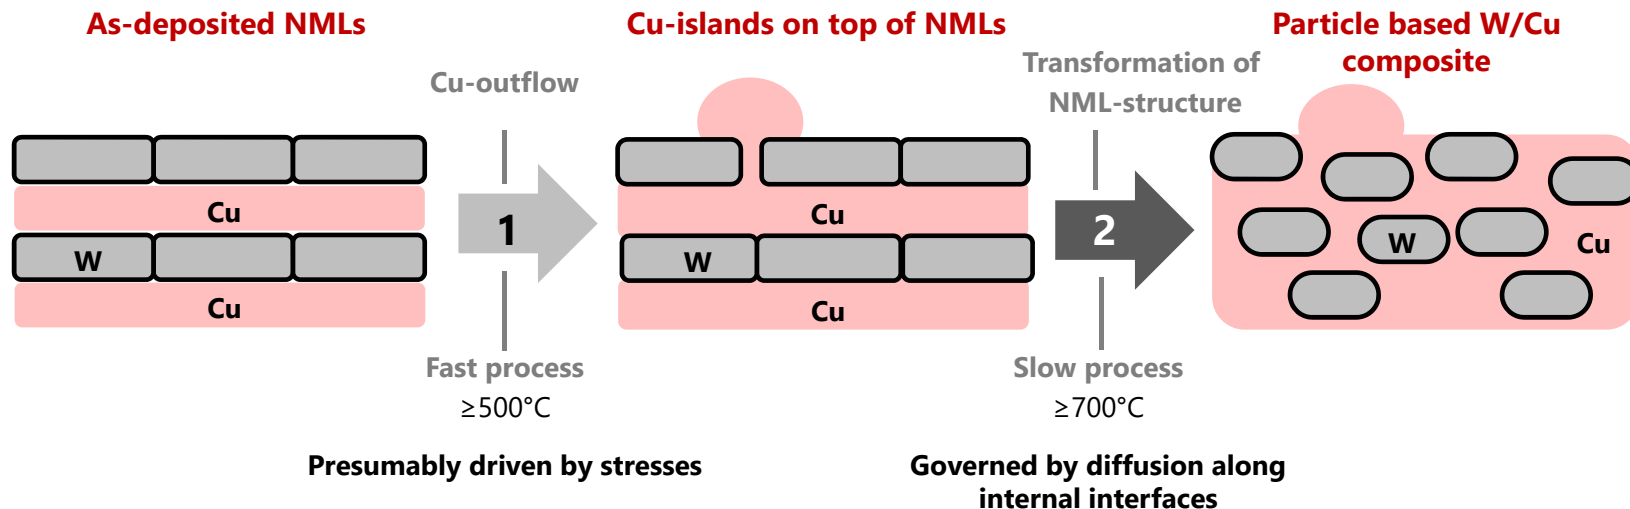 As-deposited NMLs
Cu-islands on top of NMLs
Particle based W/Cu
composite
Cu-outflow
Transformation of
NML-structure
Cu
W
Cu
1
Cu
W
Cu
2
W
Cu
Fast process
≥500°C
Slow process
≥700°C
Presumably driven by stresses
Governed by diffusion along
internal interfaces